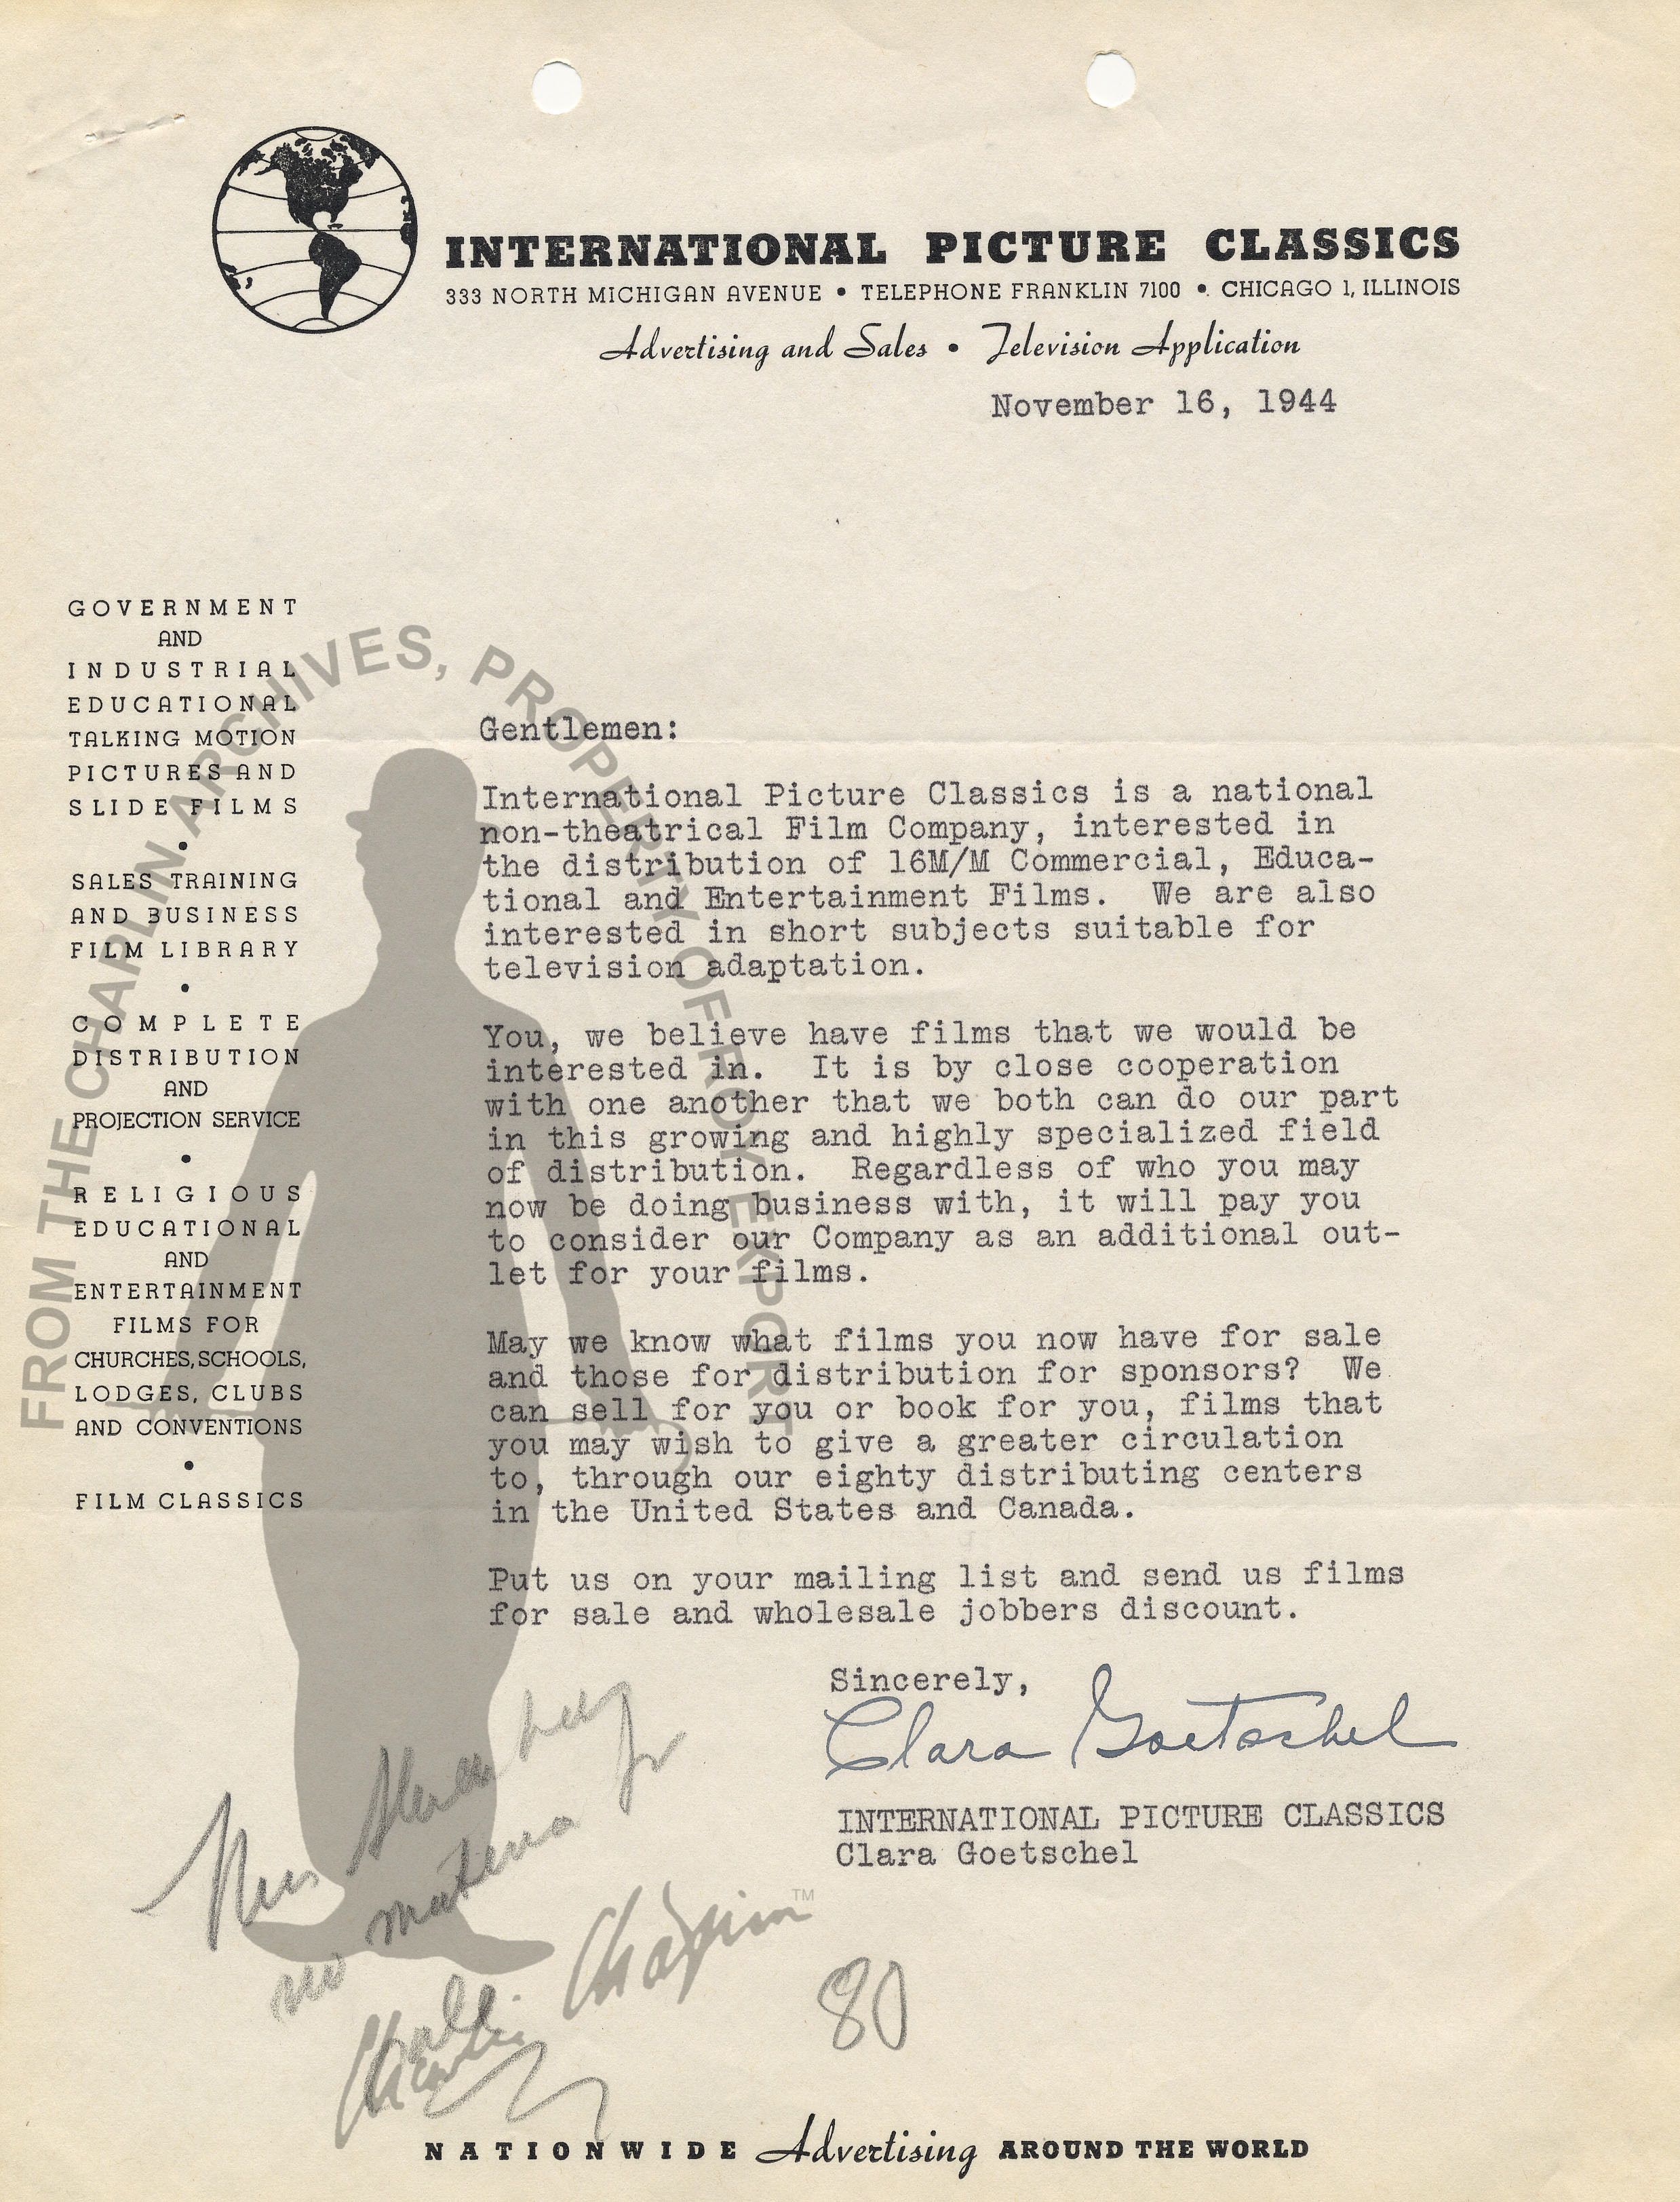 INTERNATIONAL PICTURE CLASSICS
333 NORTH MICHIGAN AVENUE • TELEPHONE FRANKLIN 7100 • CHICAGO 1, ILLINOIS
Advertising and Sales • Television Application
November 16, 1944
GOVERNMENT
AND
INDUSTRIAL
EDUCATIONAL
TALKING MOTION
PICTURES AND
SLIDE FILMS
•
SALES TRAINING
AND BUSINESS
FILM LIBRARY
•
COMPLETE
DISTRIBUTION
AND
PROJECTION SERVICE
•
RELIGIOUS
EDUCATIONAL
AND
ENTERTAINMENT
FILMS FOR
CHURCHES, SCHOOLS,
LODGES, CLUBS
AND CONVENTIONS
•
FILM CLASSICS
FROM THE CHAPLIN ARCHIVES, PROPERTY OF ROY EXPORT
Gentlemen:
International Picture Classics is a national
non-theatrical Film Company, interested in
the distribution of 16M/M Commercial, Educa-
tional and Entertainment Films. We are also
interested in short subjects suitable for
television adaptation.
You, we believe have films that we would be
interested in. It is by close cooperation
with one another that we both can do our part
in this growing and highly specialized field
of distribution. Regardless of who you may
now be doing business with, it will pay you
to consider our Company as an additional out-
let for your films.
May we know what films you now have for sale
and those for distribution for sponsors? We
can sell for you or book for you, films that
you may wish to give a greater circulation
to, through our eighty distributing centers
in the United States and Canada.
Put us on your mailing list and send us films
for sale and wholesale jobbers discount.
Sincerely,
Clara Goetschel
INTERNATIONAL PICTURE CLASSICS
Clara Goetschel
Charlie Chaplin™
80
NATIONWIDE Advertising AROUND THE WORLD